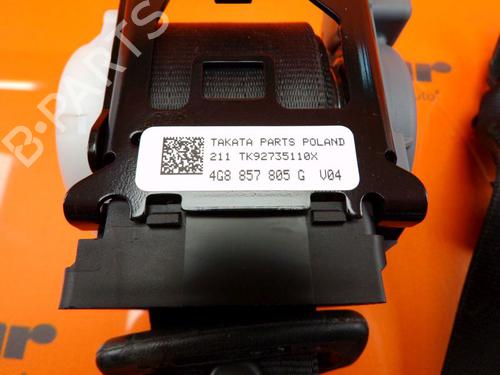 B-PARTS
TAKATA PARTS POLAND
211 TK92735110X
4G8 857 805 G V04